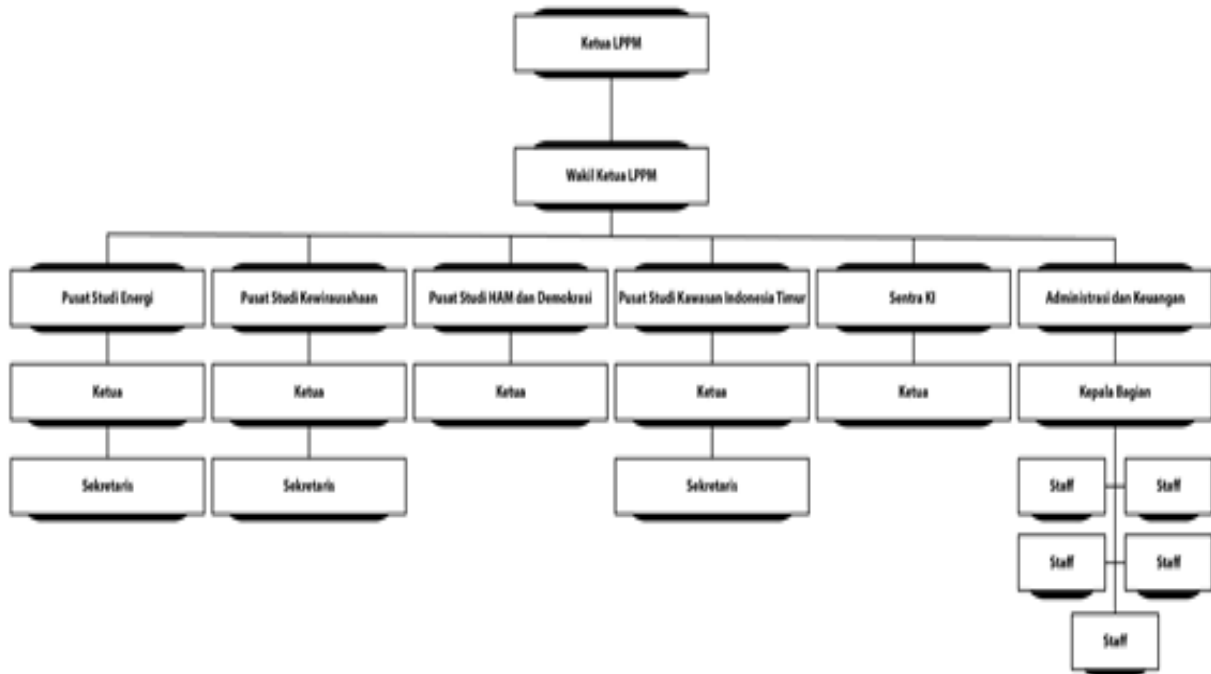 Ketua LPPM
Wakil Ketua LPPM
Pusat Studi Energi
Pusat Studi Kewirausahaan
Pusat Studi HAM dan Demokrasi
Pusat Studi Kawasan Indonesia Timur
Sentra KI
Administrasi dan Keuangan
Ketua
Ketua
Ketua
Ketua
Ketua
Kepala Bagian
Sekretaris
Sekretaris
Sekretaris
Staff
Staff
Staff
Staff
Staff